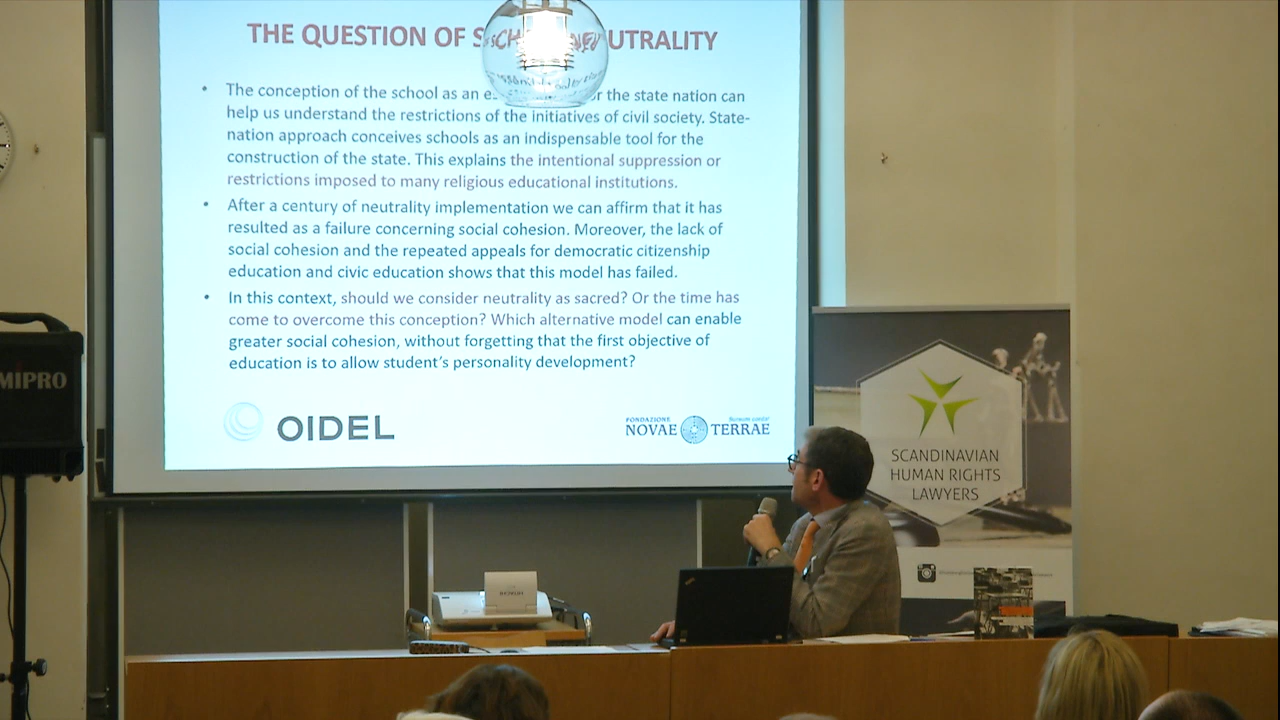 THE QUESTION OF UTRALITY
• The conception of the school as an r the state nation can
help us understand the restrictions of the initiatives of civil society. State-
nation approach conceives schools as an indispensable tool for the
construction of the state. This explains the intentional suppression or
restrictions imposed to many religious educational institutions.
• After a century of neutrality implementation we can affirm that it has
resulted as a failure concerning social cohesion. Moreover, the lack of
social cohesion and the repeated appeals for democratic citizenship
education and civic education shows that this model has failed.
• In this context, should we consider neutrality as sacred? Or the time has
come to overcome this conception? Which alternative model can enable
greater social cohesion, without forgetting that the first objective of
education is to allow student's personality development?
OIDEL
FONDAZIONE
NOVAE TERRAE
MIPRO
SCANDINAVIAN
HUMAN RIGHTS
LAWYERS